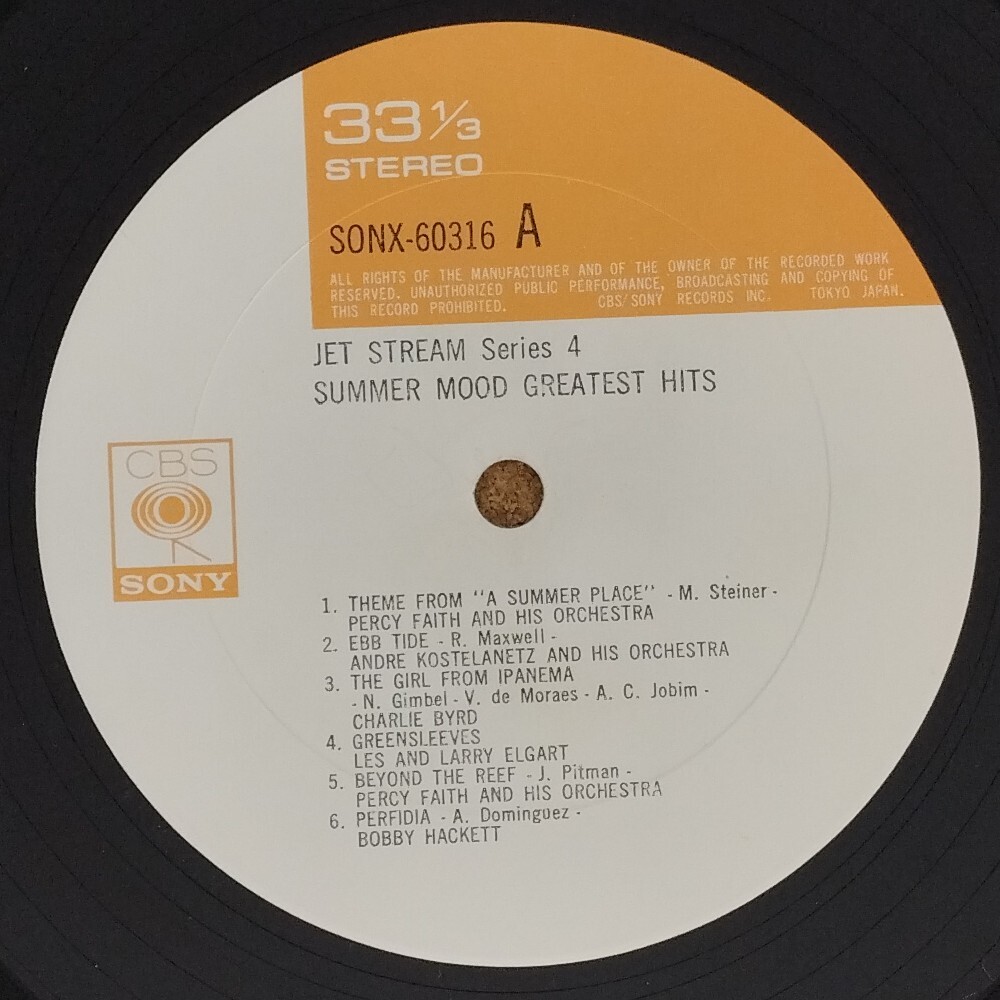 33 1/3
STEREO
SONX-60316 A
ALL RIGHTS OF THE MANUFACTURER AND OF THE OWNER OF THE RECORDED WORK
RESERVED. UNAUTHORIZED PUBLIC PERFORMANCE, BROADCASTING AND COPYING OF
THIS RECORD PROHIBITED. CBS/SONY RECORDS INC. TOKYO JAPAN.
JET STREAM Series 4
SUMMER MOOD GREATEST HITS
CBS
SONY
1. THEME FROM "A SUMMER PLACE" - M. Steiner -
PERCY FAITH AND HIS ORCHESTRA
2. EBB TIDE - R. Maxwell -
ANDRE KOSTELANETZ AND HIS ORCHESTRA
3. THE GIRL FROM IPANEMA
- N. Gimbel - V. de Moraes - A. C. Jobim -
CHARLIE BYRD
4. GREENSLEEVES
LES AND LARRY ELGART
5. BEYOND THE REEF - J. Pitman -
PERCY FAITH AND HIS ORCHESTRA
6. PERFIDIA - A. Dominguez -
BOBBY HACKETT